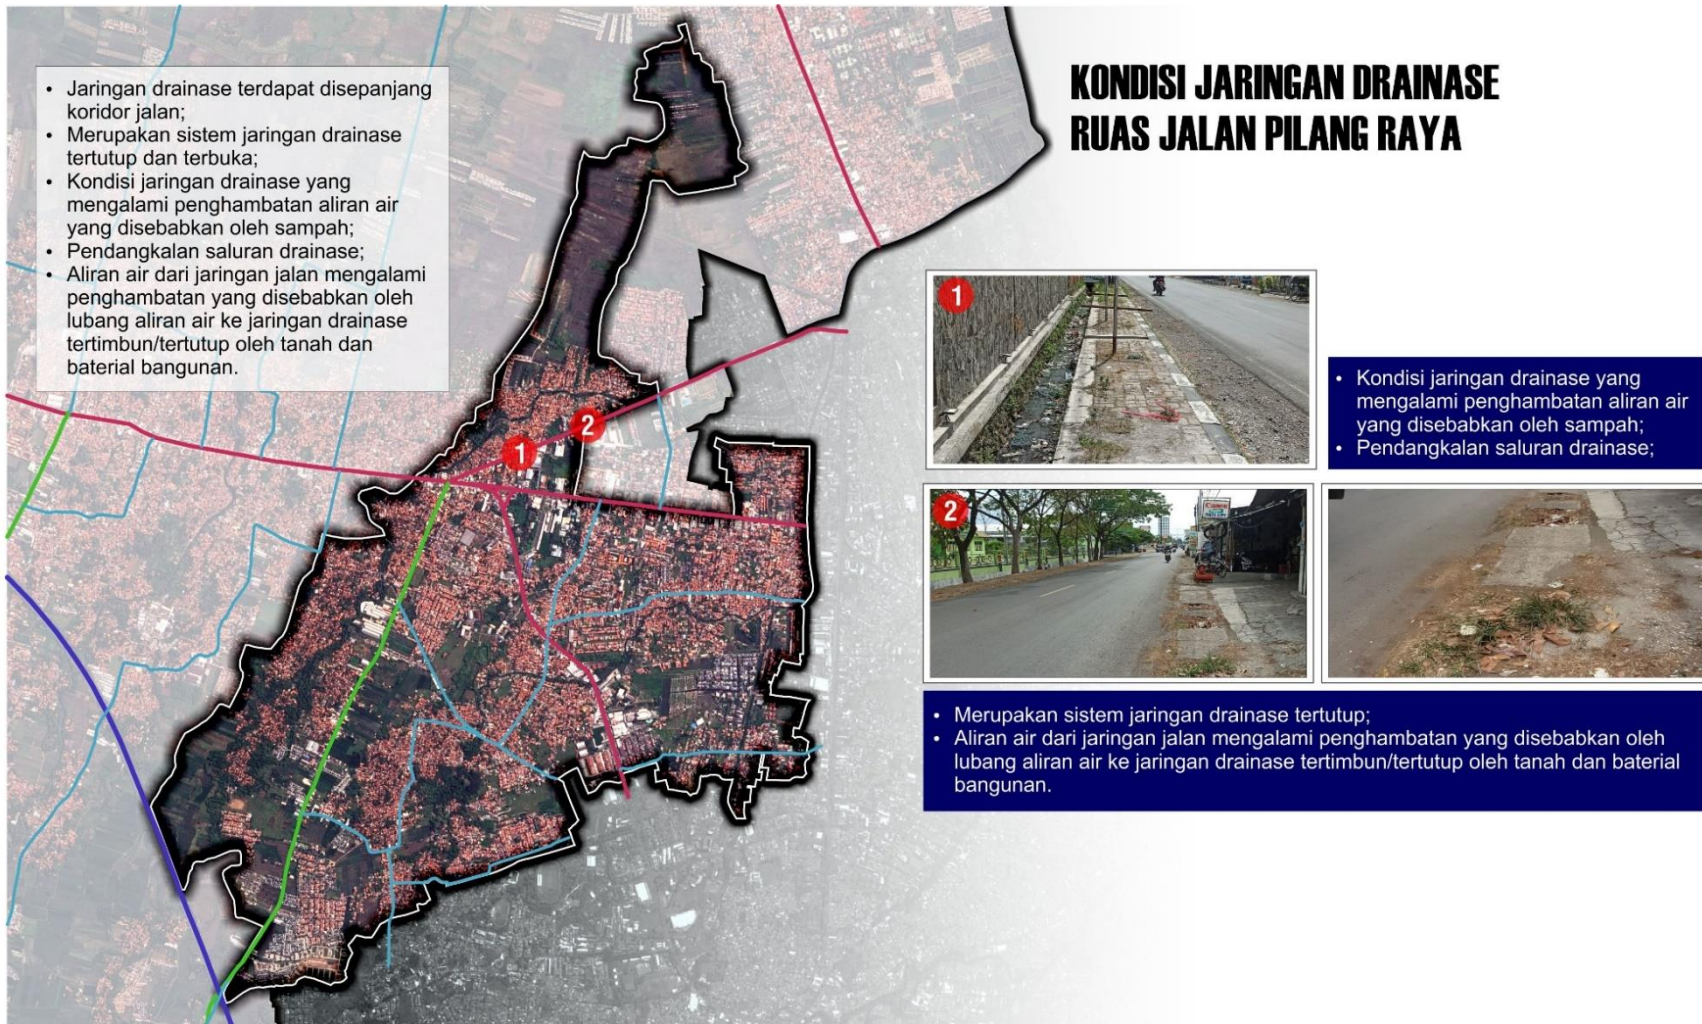 KONDISI JARINGAN DRAINASE
RUAS JALAN PILANG RAYA
• Jaringan drainase terdapat disepanjang
koridor jalan;
• Merupakan sistem jaringan drainase
tertutup dan terbuka;
• Kondisi jaringan drainase yang
mengalami penghambatan aliran air
yang disebabkan oleh sampah;
• Pendangkalan saluran drainase;
• Aliran air dari jaringan jalan mengalami
penghambatan yang disebabkan oleh
lubang aliran air ke jaringan drainase
tertimbun/tertutup oleh tanah dan
baterial bangunan.
1
2
1
• Kondisi jaringan drainase yang
mengalami penghambatan aliran air
yang disebabkan oleh sampah;
• Pendangkalan saluran drainase;
2
• Merupakan sistem jaringan drainase tertutup;
• Aliran air dari jaringan jalan mengalami penghambatan yang disebabkan oleh
lubang aliran air ke jaringan drainase tertimbun/tertutup oleh tanah dan baterial
bangunan.